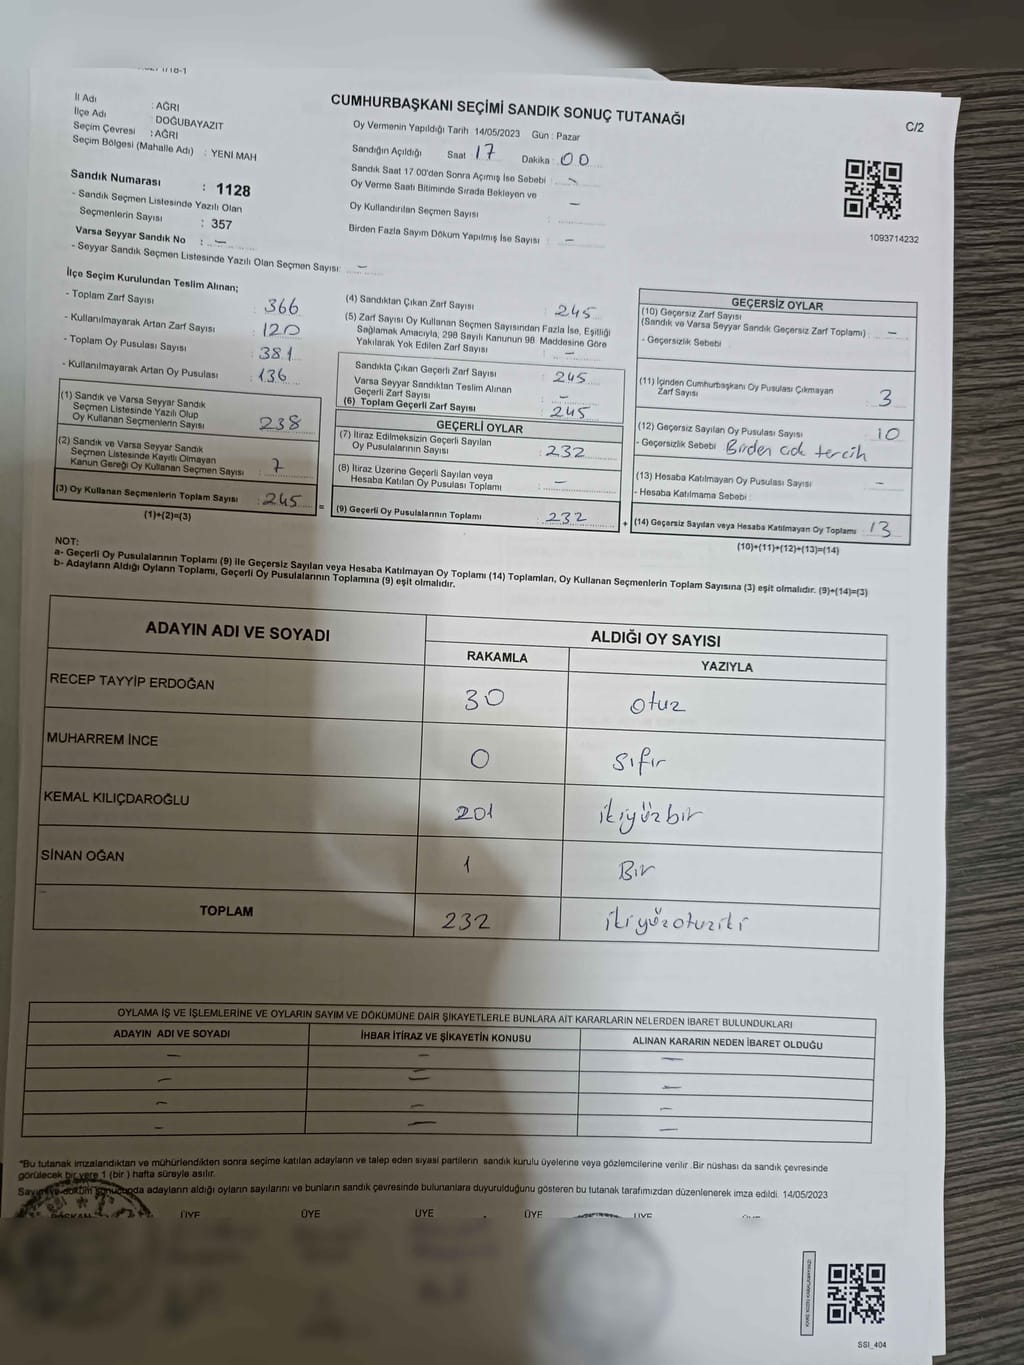 CUMHURBAŞKANI SEÇİMİ SANDIK SONUÇ TUTANAĞI
C/2
İl Adı : AĞRI
İlçe Adı : DOĞUBAYAZIT
Seçim Çevresi : AĞRI
Seçim Bölgesi (Mahalle Adı) : YENİ MAH
Sandık Numarası : 1128
- Sandık Seçmen Listesinde Yazılı Olan
Seçmenlerin Sayısı : 357
Varsa Seyyar Sandık No : –
- Seyyar Sandık Seçmen Listesinde Yazılı Olan Seçmen Sayısı: –
Oy Vermenin Yapıldığı Tarih : 14/05/2023 Gün : Pazar
Sandığın Açıldığı Saat 17 Dakika : 00
Sandık Saat 17.00'den Sonra Açımış İse Sebebi : –
Oy Verme Saati Bitiminde Sırada Bekleyen ve –
Oy Kullandırılan Seçmen Sayısı :
Birden Fazla Sayım Döküm Yapılmış İse Sayısı : –
1093714232
İlçe Seçim Kurulundan Teslim Alınan;
- Toplam Zarf Sayısı : 366
- Kullanılmayarak Artan Zarf Sayısı : 120
- Toplam Oy Pusulası Sayısı : 381
- Kullanılmayarak Artan Oy Pusulası : 136
(1) Sandık ve Varsa Seyyar Sandık
Seçmen Listesinde Yazılı Olup
Oy Kullanan Seçmenlerin Sayısı : 238
(2) Sandık ve Varsa Seyyar Sandık
Seçmen Listesinde Kayıtlı Olmayan
Kanun Gereği Oy Kullanan Seçmen Sayısı : 7
(3) Oy Kullanan Seçmenlerin Toplam Sayısı : 245 =
(1)+(2)=(3)
(4) Sandıktan Çıkan Zarf Sayısı : 245
(5) Zarf Sayısı Oy Kullanan Seçmen Sayısından Fazla İse, Eşitliği
Sağlamak Amacıyla, 298 Sayılı Kanunun 98 Maddesine Göre
Yakılarak Yok Edilen Zarf Sayısı : –
Sandıkta Çıkan Geçerli Zarf Sayısı : 245
Varsa Seyyar Sandıktan Teslim Alınan
Geçerli Zarf Sayısı : –
(6) Toplam Geçerli Zarf Sayısı : 245
GEÇERLİ OYLAR
(7) İtiraz Edilmeksizin Geçerli Sayılan
Oy Pusulalarının Sayısı : 232
(8) İtiraz Üzerine Geçerli Sayılan veya
Hesaba Katılan Oy Pusulası Toplamı : –
(9) Geçerli Oy Pusulalarının Toplamı : 232 +
GEÇERSİZ OYLAR
(10) Geçersiz Zarf Sayısı
(Sandık ve Varsa Seyyar Sandık Geçersiz Zarf Toplamı) : –
- Geçersizlik Sebebi :
(11) İçinden Cumhurbaşkanı Oy Pusulası Çıkmayan
Zarf Sayısı : 3
(12) Geçersiz Sayılan Oy Pusulası Sayısı : 10
- Geçersizlik Sebebi : Birden çok tercih
(13) Hesaba Katılmayan Oy Pusulası Sayısı : –
- Hesaba Katılmama Sebebi :
(14) Geçersiz Sayılan veya Hesaba Katılmayan Oy Toplamı : 13
(10)+(11)+(12)+(13)=(14)
NOT:
a- Geçerli Oy Pusulalarının Toplamı (9) ile Geçersiz Sayılan veya Hesaba Katılmayan Oy Toplamı (14) Toplamları, Oy Kullanan Seçmenlerin Toplam Sayısına (3) eşit olmalıdır. (9)+(14)=(3)
b- Adayların Aldığı Oyların Toplamı, Geçerli Oy Pusulalarının Toplamına (9) eşit olmalıdır.
ADAYIN ADI VE SOYADI
ALDIĞI OY SAYISI
RAKAMLA YAZIYLA
RECEP TAYYİP ERDOĞAN 30 otuz
MUHARREM İNCE 0 sıfır
KEMAL KILIÇDAROĞLU 201 ikiyüzbir
SİNAN OĞAN 1 Bir
TOPLAM 232 ikiyüzotuziki
OYLAMA İŞ VE İŞLEMLERİNE VE OYLARIN SAYIM VE DÖKÜMÜNE DAİR ŞİKAYETLERLE BUNLARA AİT KARARLARIN NELERDEN İBARET BULUNDUKLARI
ADAYIN ADI VE SOYADI İHBAR İTİRAZ VE ŞİKAYETİN KONUSU ALINAN KARARIN NEDEN İBARET OLDUĞU
– – –
– – –
– – –
– – –
*Bu tutanak imzalandıktan ve mühürlendikten sonra seçime katılan adayların ve talep eden siyasi partilerin sandık kurulu üyelerine veya gözlemcilerine verilir .Bir nüshası da sandık çevresinde
görülecek bir yere 1 (bir ) hafta süreyle asılır.
Sayım ve döküm sonucunda adayların aldığı oyların sayılarını ve bunların sandık çevresinde bulunanlara duyurulduğunu gösteren bu tutanak tarafımızdan düzenlenerek imza edildi. 14/05/2023
BAŞKAN ÜYE ÜYE ÜYE ÜYE ÜYE
SSI_404